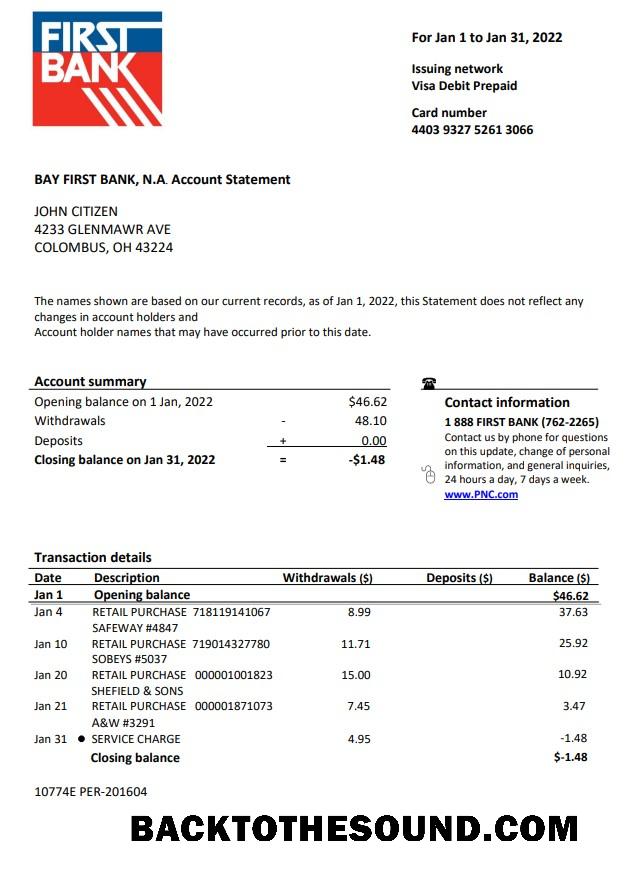 FIRST
BANK
For Jan 1 to Jan 31, 2022
Issuing network
Visa Debit Prepaid
Card number
4403 9327 5261 3066
BAY FIRST BANK, N.A. Account Statement
JOHN CITIZEN
4233 GLENMAWR AVE
COLOMBUS, OH 43224
The names shown are based on our current records, as of Jan 1, 2022, this Statement does not reflect any
changes in account holders and
Account holder names that may have occurred prior to this date.
Account summary
Opening balance on 1 Jan, 2022 $46.62
Withdrawals - 48.10
Deposits + 0.00
Closing balance on Jan 31, 2022 = -$1.48
Contact information
1 888 FIRST BANK (762-2265)
Contact us by phone for questions
on this update, change of personal
information, and general inquiries,
24 hours a day, 7 days a week.
www.PNC.com
Transaction details
Date Description Withdrawals ($) Deposits ($) Balance ($)
Jan 1 Opening balance $46.62
Jan 4 RETAIL PURCHASE 718119141067 8.99 37.63
SAFEWAY #4847
Jan 10 RETAIL PURCHASE 719014327780 11.71 25.92
SOBEYS #5037
Jan 20 RETAIL PURCHASE 000001001823 15.00 10.92
SHEFIELD & SONS
Jan 21 RETAIL PURCHASE 000001871073 7.45 3.47
A&W #3291
Jan 31 ● SERVICE CHARGE 4.95 -1.48
Closing balance $-1.48
10774E PER-201604
BACKTOTHESOUND.COM